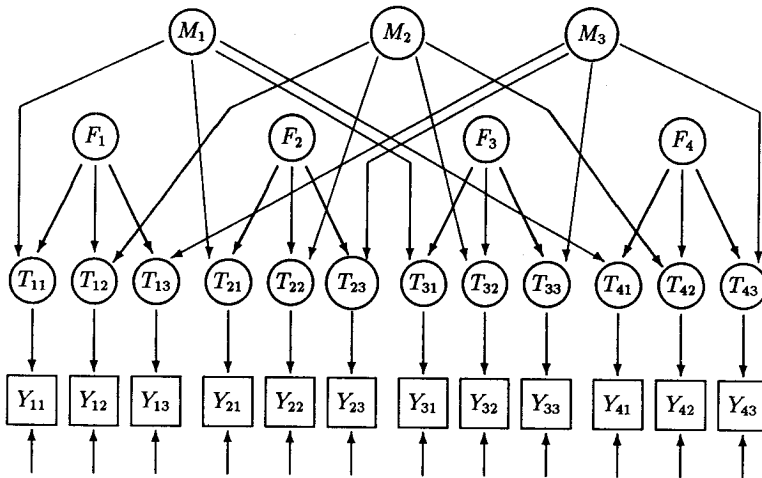 M1 M2 M3
F1 F2 F3 F4
T11 T12 T13 T21 T22 T23 T31 T32 T33 T41 T42 T43
Y11 Y12 Y13 Y21 Y22 Y23 Y31 Y32 Y33 Y41 Y42 Y43